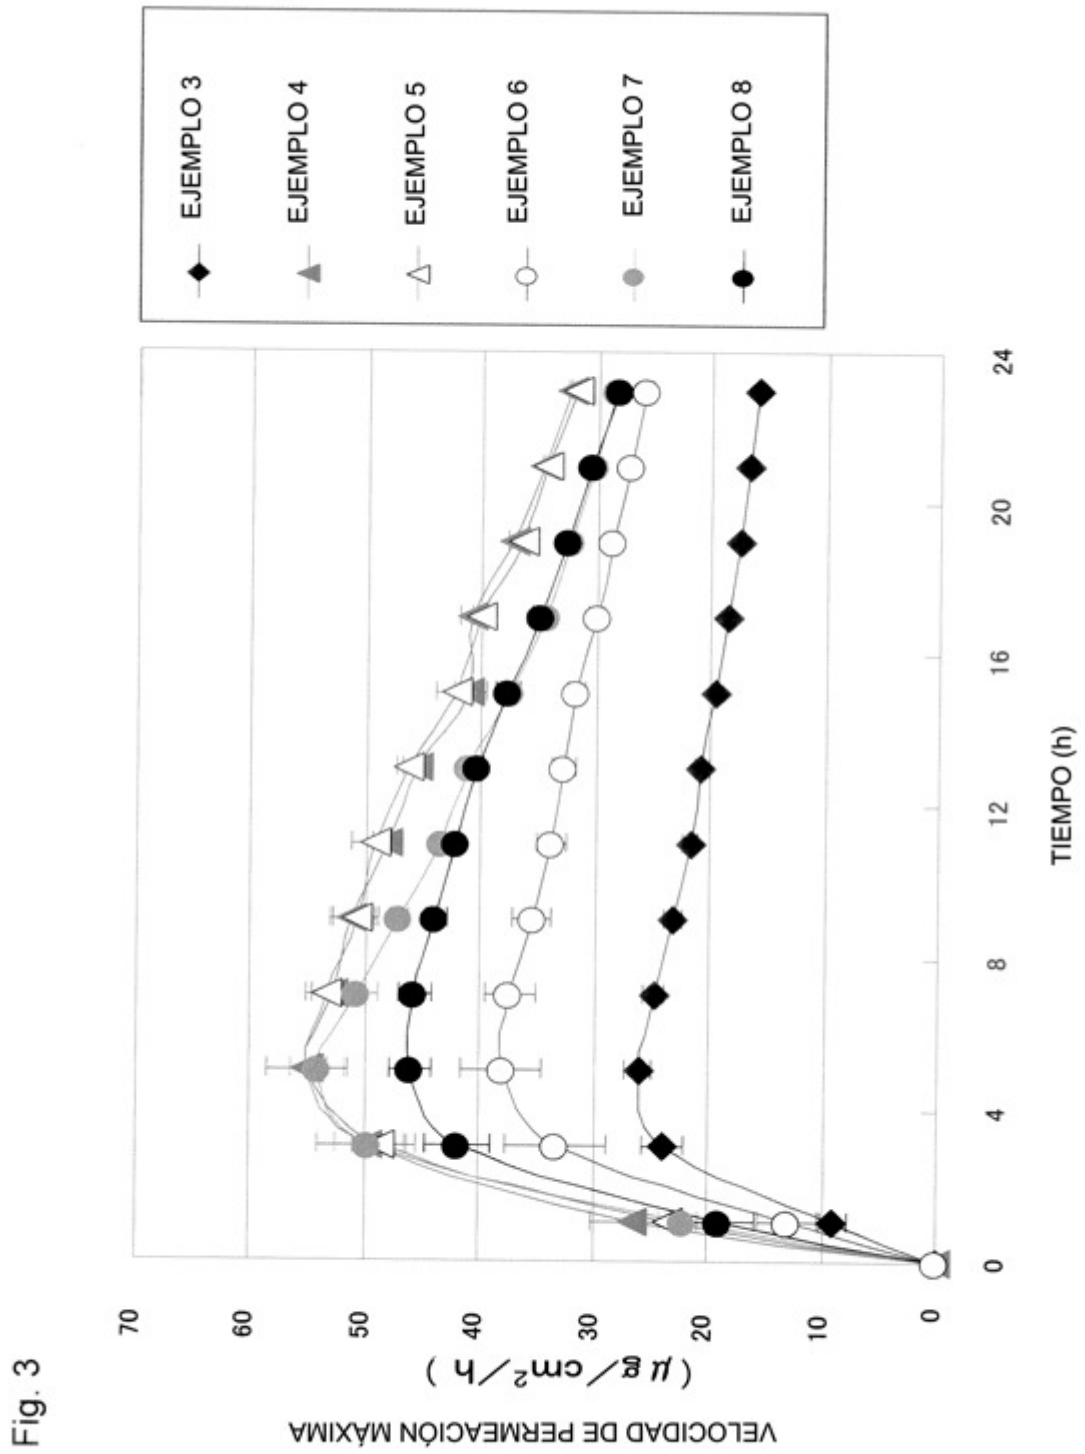 Fig. 3
VELOCIDAD DE PERMEACIÓN MÁXIMA
( μg/cm²/h )
70
60
50
40
30
20
10
0
0
4
8
12
16
20
24
TIEMPO (h)
EJEMPLO 3
EJEMPLO 4
EJEMPLO 5
EJEMPLO 6
EJEMPLO 7
EJEMPLO 8